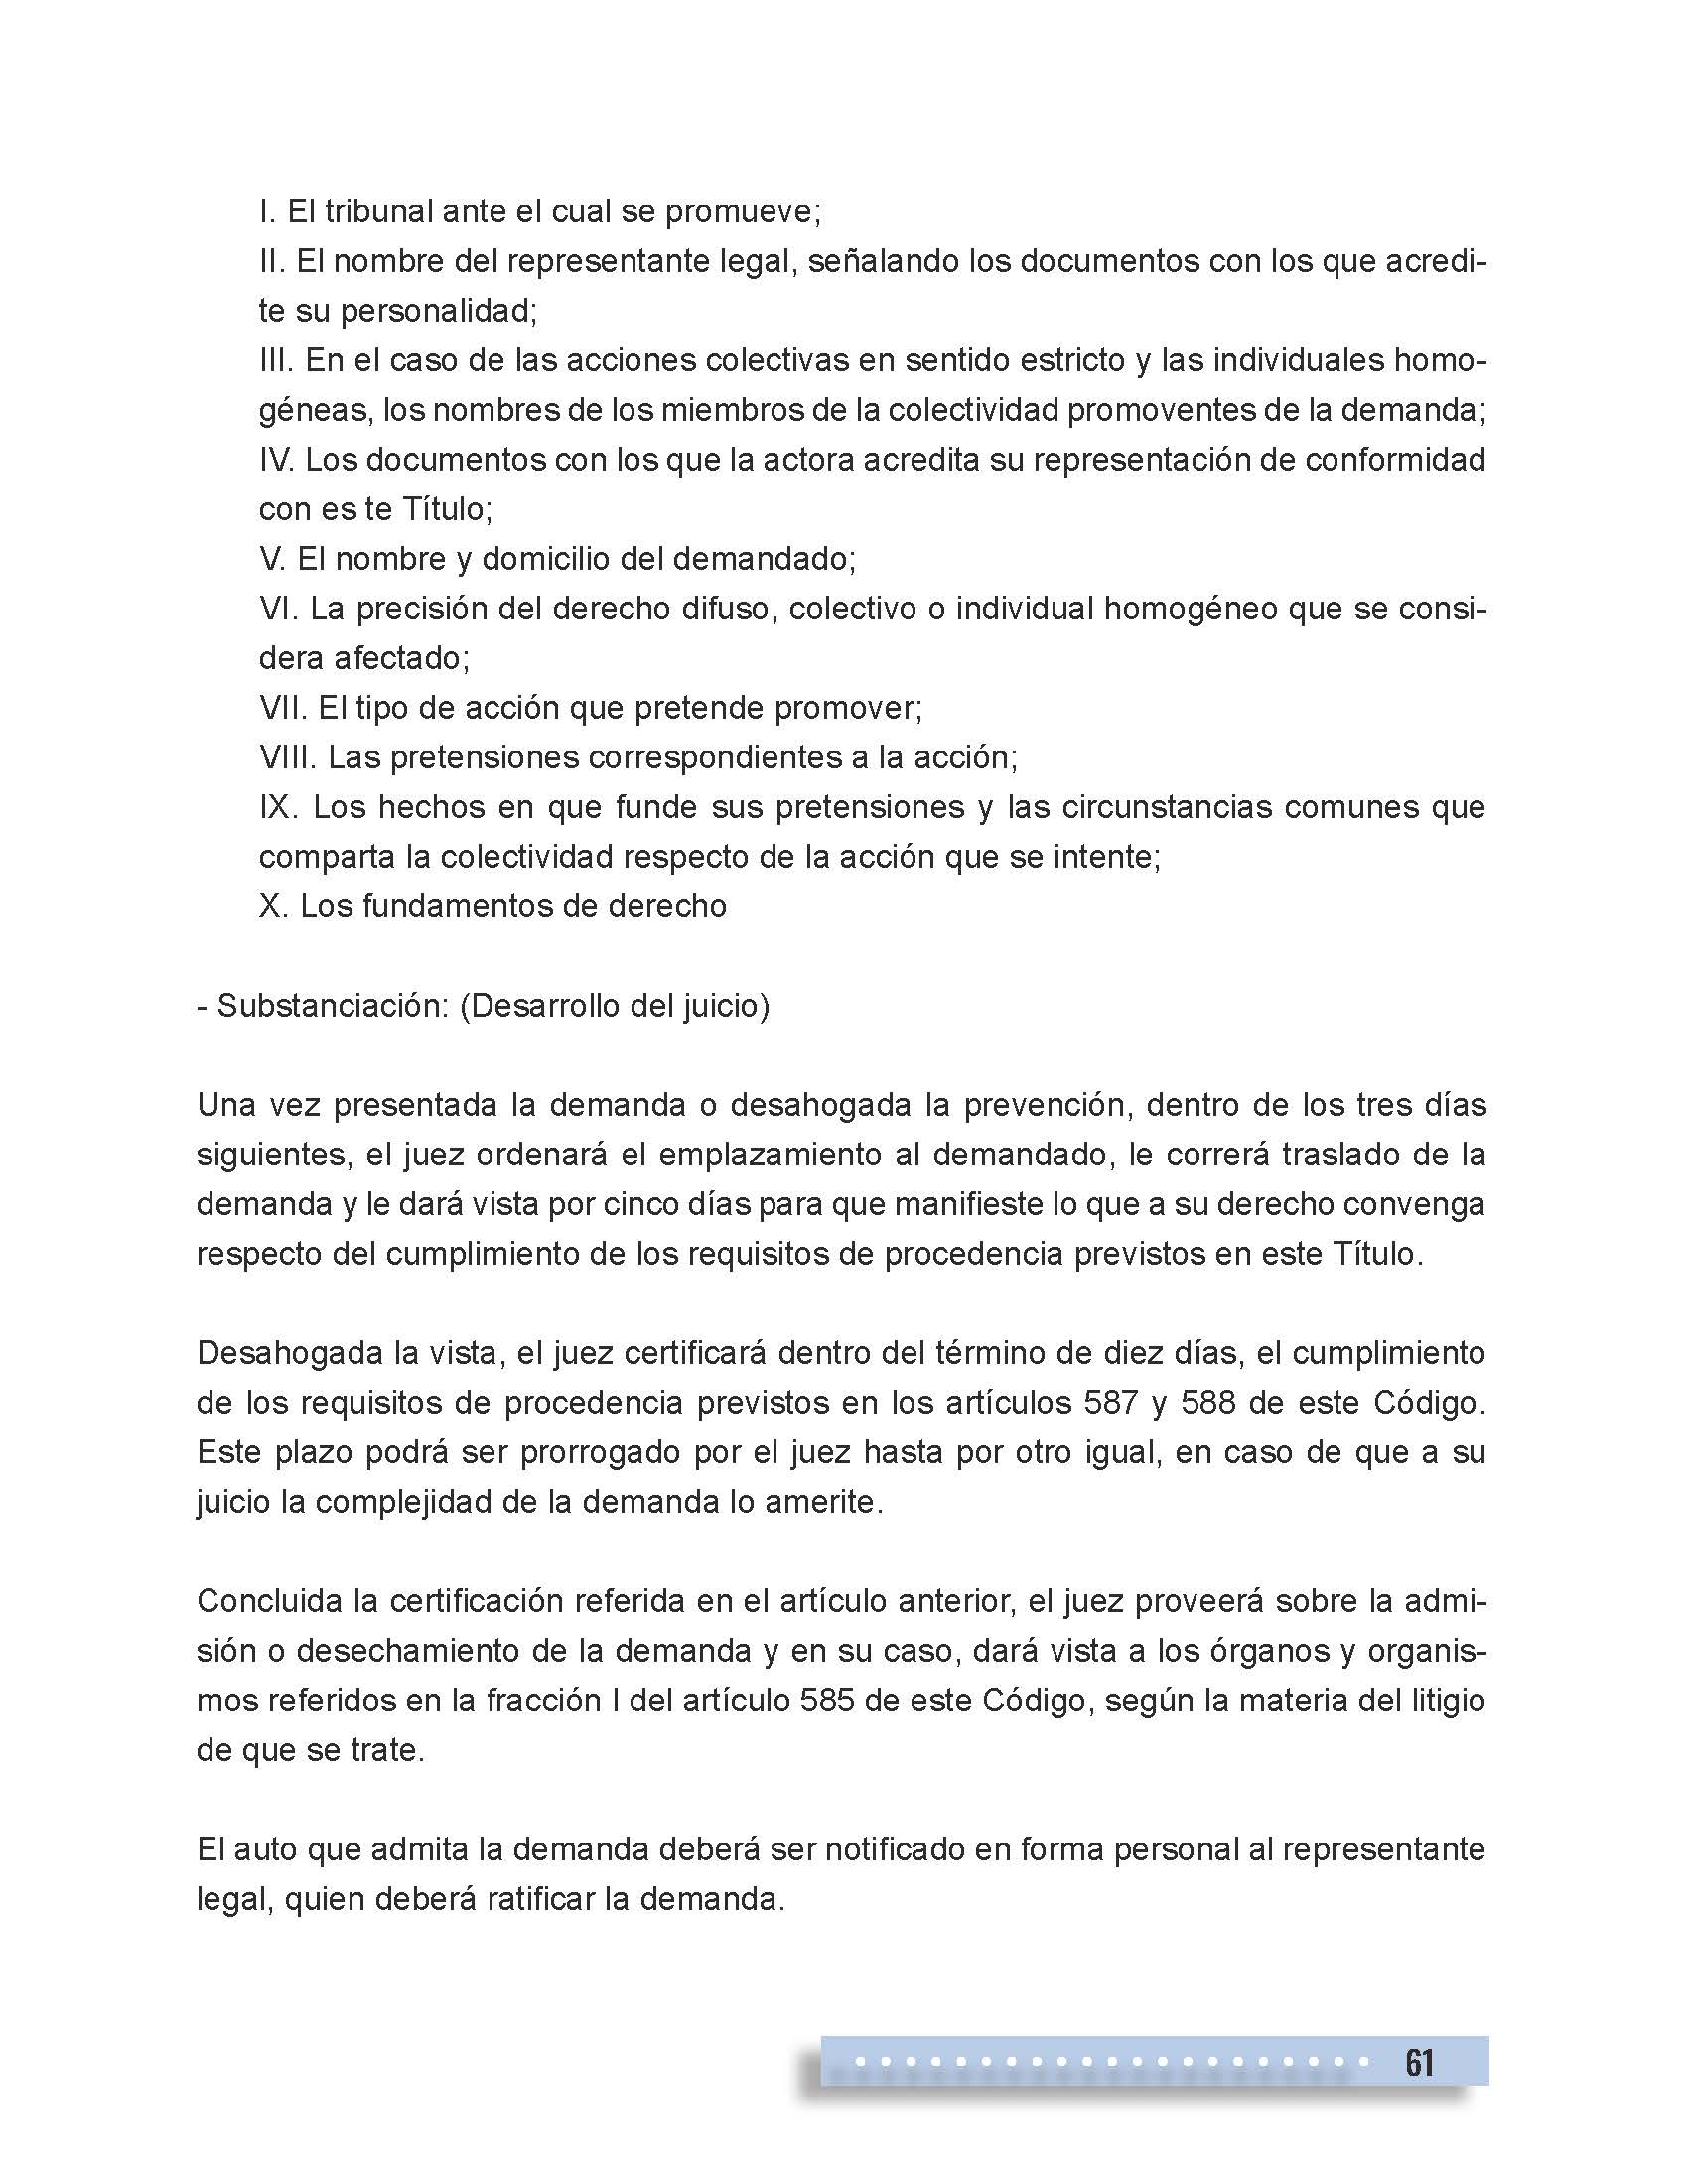 I. El tribunal ante el cual se promueve;
II. El nombre del representante legal, señalando los documentos con los que acredi-
te su personalidad;
III. En el caso de las acciones colectivas en sentido estricto y las individuales homo-
géneas, los nombres de los miembros de la colectividad promoventes de la demanda;
IV. Los documentos con los que la actora acredita su representación de conformidad
con es te Título;
V. El nombre y domicilio del demandado;
VI. La precisión del derecho difuso, colectivo o individual homogéneo que se consi-
dera afectado;
VII. El tipo de acción que pretende promover;
VIII. Las pretensiones correspondientes a la acción;
IX. Los hechos en que funde sus pretensiones y las circunstancias comunes que
comparta la colectividad respecto de la acción que se intente;
X. Los fundamentos de derecho
- Substanciación: (Desarrollo del juicio)
Una vez presentada la demanda o desahogada la prevención, dentro de los tres días
siguientes, el juez ordenará el emplazamiento al demandado, le correrá traslado de la
demanda y le dará vista por cinco días para que manifieste lo que a su derecho convenga
respecto del cumplimiento de los requisitos de procedencia previstos en este Título.
Desahogada la vista, el juez certificará dentro del término de diez días, el cumplimiento
de los requisitos de procedencia previstos en los artículos 587 y 588 de este Código.
Este plazo podrá ser prorrogado por el juez hasta por otro igual, en caso de que a su
juicio la complejidad de la demanda lo amerite.
Concluida la certificación referida en el artículo anterior, el juez proveerá sobre la admi-
sión o desechamiento de la demanda y en su caso, dará vista a los órganos y organis-
mos referidos en la fracción I del artículo 585 de este Código, según la materia del litigio
de que se trate.
El auto que admita la demanda deberá ser notificado en forma personal al representante
legal, quien deberá ratificar la demanda.
61